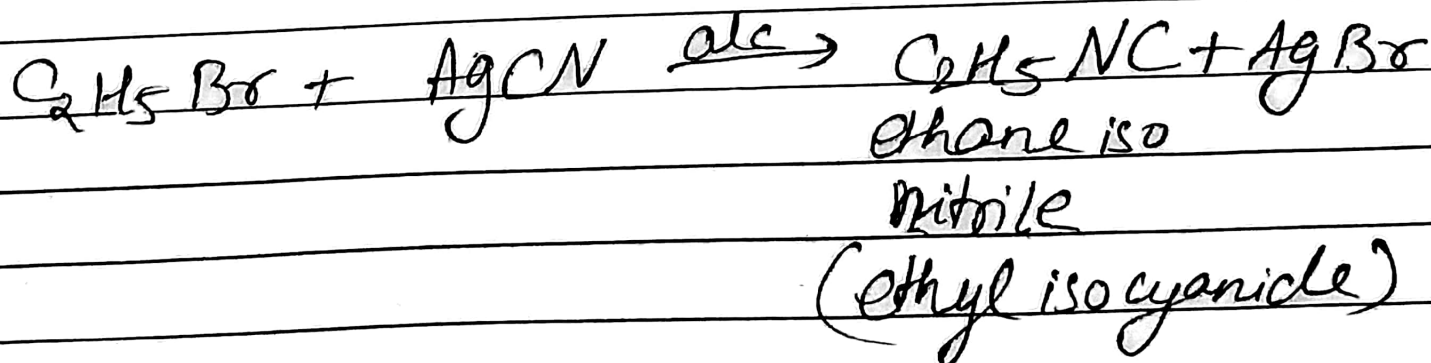 C₂H₅Br + AgCN alc→ C₂H₅NC + AgBr
ethane iso
nitrile
(ethyl isocyanide)